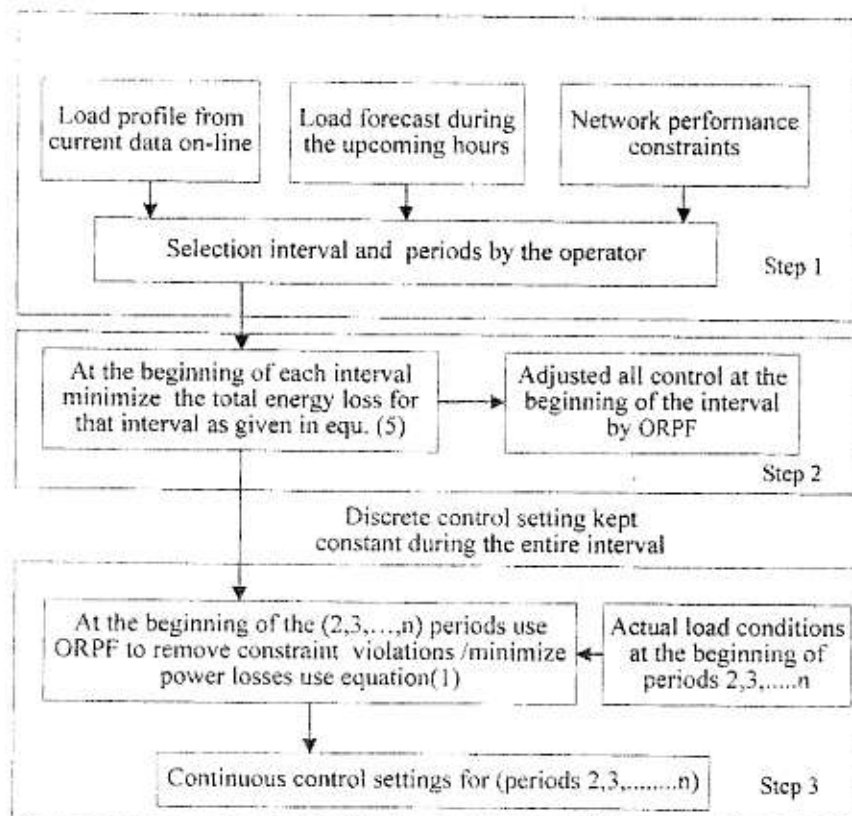 Load profile from
current data on-line
Load forecast during
the upcoming hours
Network performance
constraints
Selection interval and periods by the operator
Step 1
At the beginning of each interval
minimize the total energy loss for
that interval as given in equ. (5)
Adjusted all control at the
beginning of the interval
by ORPF
Step 2
Discrete control setting kept
constant during the entire interval
At the beginning of the (2,3,...,n) periods use
ORPF to remove constraint violations /minimize
power losses use equation(1)
Actual load conditions
at the beginning of
periods 2,3,.....n
Continuous control settings for (periods 2,3,........n)
Step 3